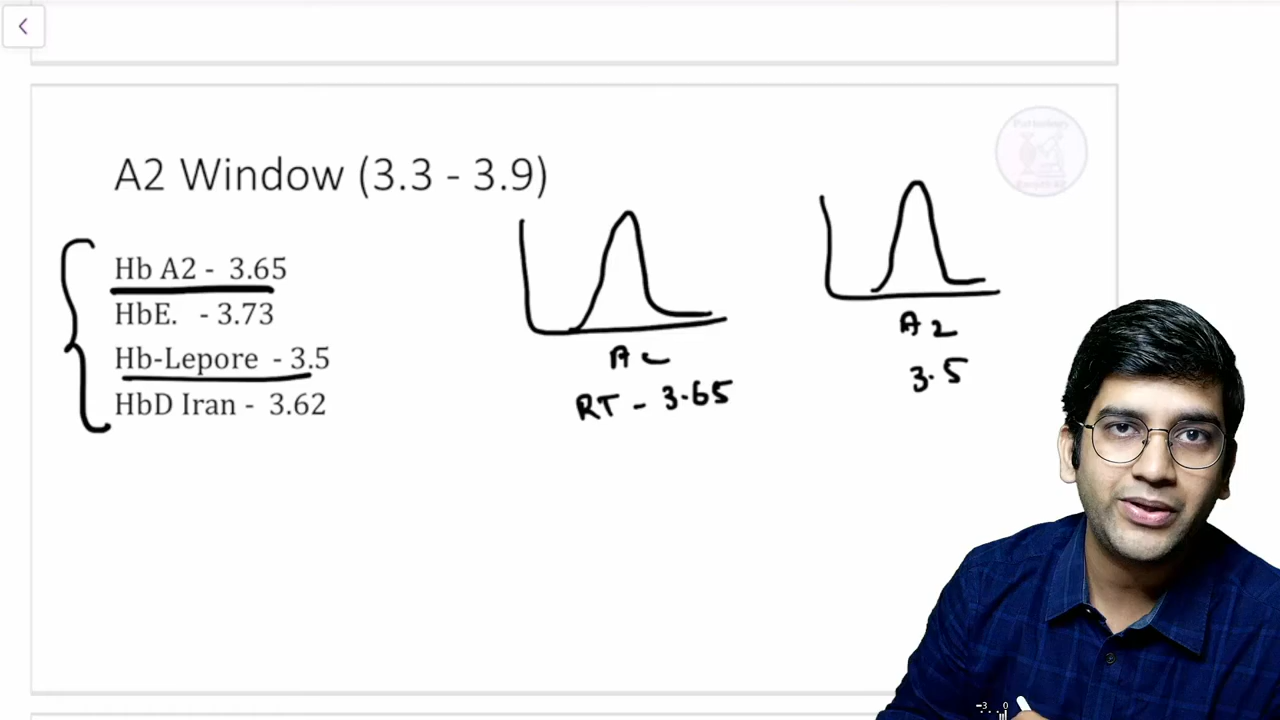 A2 Window (3.3 - 3.9)
Hb A2 - 3.65
HbE. - 3.73
Hb-Lepore - 3.5
HbD Iran - 3.62
A2
RT - 3.65
A2
3.5